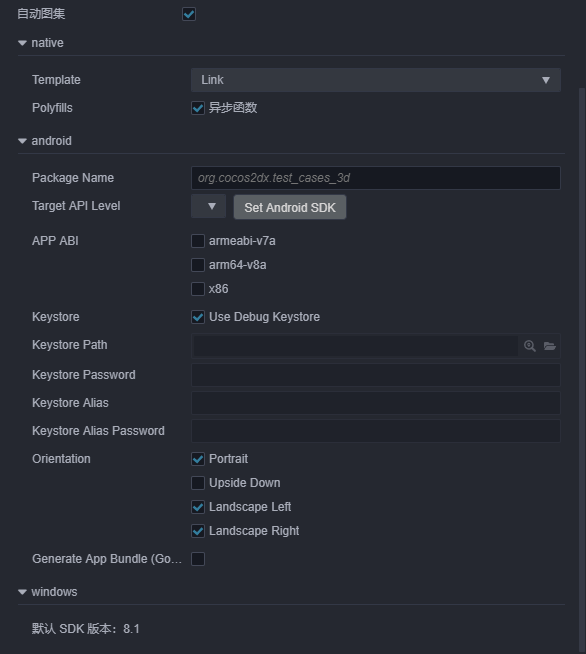 自动图集
native
Template
Link
Polyfills
异步函数
android
Package Name
org.cocos2dx.test_cases_3d
Target API Level
Set Android SDK
APP ABI
armeabi-v7a
arm64-v8a
x86
Keystore
Use Debug Keystore
Keystore Path
Keystore Password
Keystore Alias
Keystore Alias Password
Orientation
Portrait
Upside Down
Landscape Left
Landscape Right
Generate App Bundle (Go...
windows
默认 SDK 版本：8.1